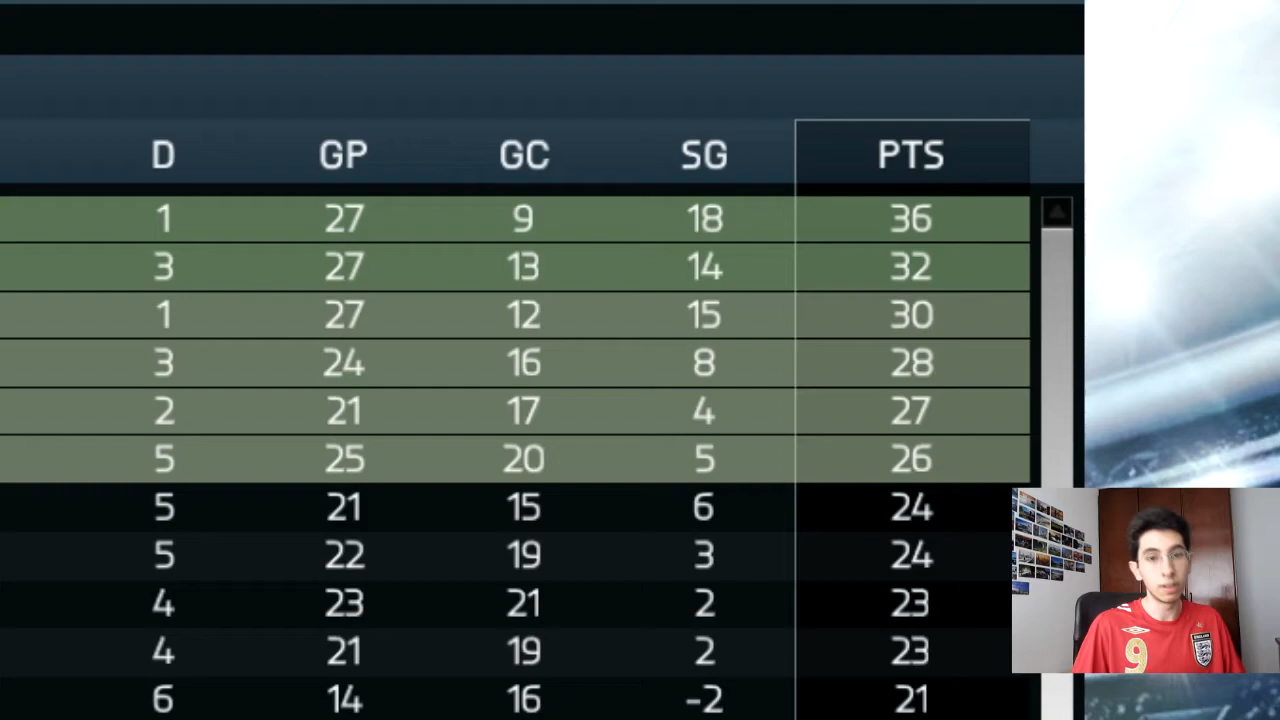 D GP GC SG PTS
1 27 9 18 36
3 27 13 14 32
1 27 12 15 30
3 24 16 8 28
2 21 17 4 27
5 25 20 5 26
5 21 15 6 24
5 22 19 3 24
4 23 21 2 23
4 21 19 2 23
6 14 16 -2 21
9